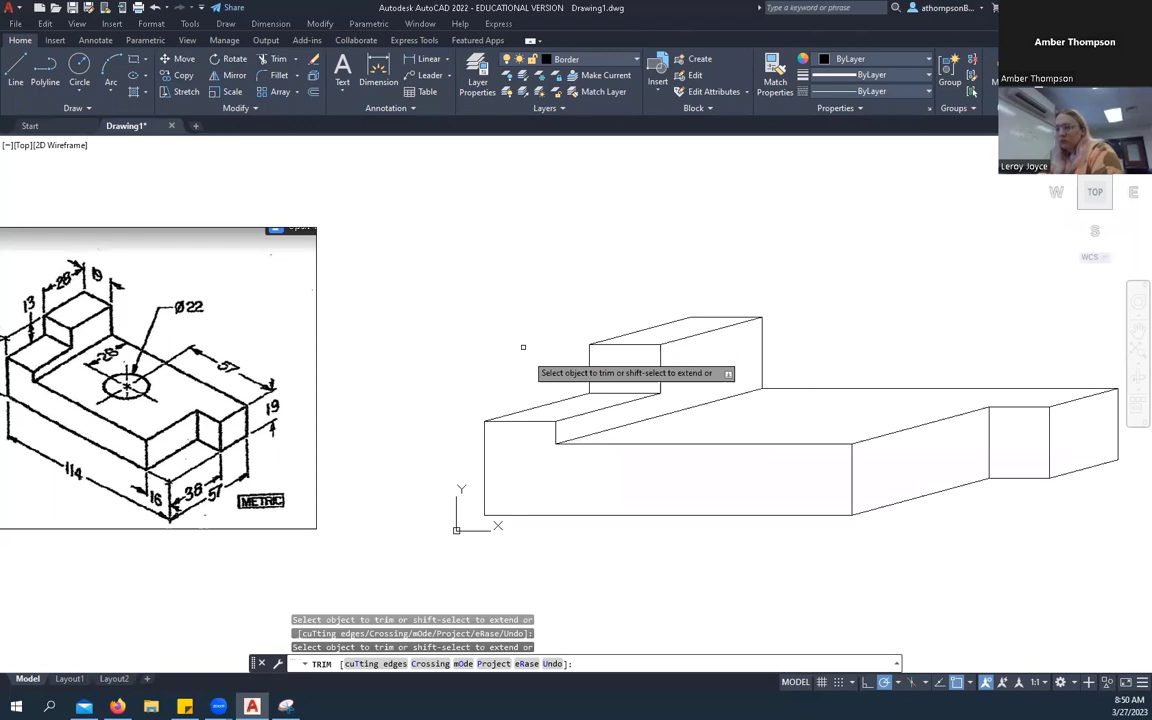 Autodesk AutoCAD 2022 - EDUCATIONAL VERSION Drawing1.dwg
Share
Type a keyword or phrase
athompsonB...
File Edit View Insert Format Tools Draw Dimension Modify Parametric Window Help Express
Home Insert Annotate Parametric View Manage Output Add-ins Collaborate Express Tools Featured Apps
Line Polyline Circle Arc
Move Rotate Trim
Copy Mirror Fillet
Stretch Scale Array
Text Dimension
Linear
Leader
Table
Layer Properties
Border
Make Current
Match Layer
Insert
Create
Edit
Edit Attributes
Match Properties
ByLayer
ByLayer
ByLayer
Group
Draw Modify Annotation Layers Block Properties Groups
Amber Thompson
Amber Thompson
Leroy Joyce
Start Drawing1*
[−][Top][2D Wireframe]
W TOP E
S
WCS
28 19
13
Ø22
28
57
19
114
16 38 57
METRIC
Select object to trim or shift-select to extend or
Y
X
Select object to trim or shift-select to extend or
[cuTting edges/Crossing/mOde/Project/eRase/Undo]:
Select object to trim or shift-select to extend or
TRIM [cuTting edges Crossing mOde Project eRase Undo]:
Model Layout1 Layout2
MODEL 1:1
8:50 AM
3/27/2023